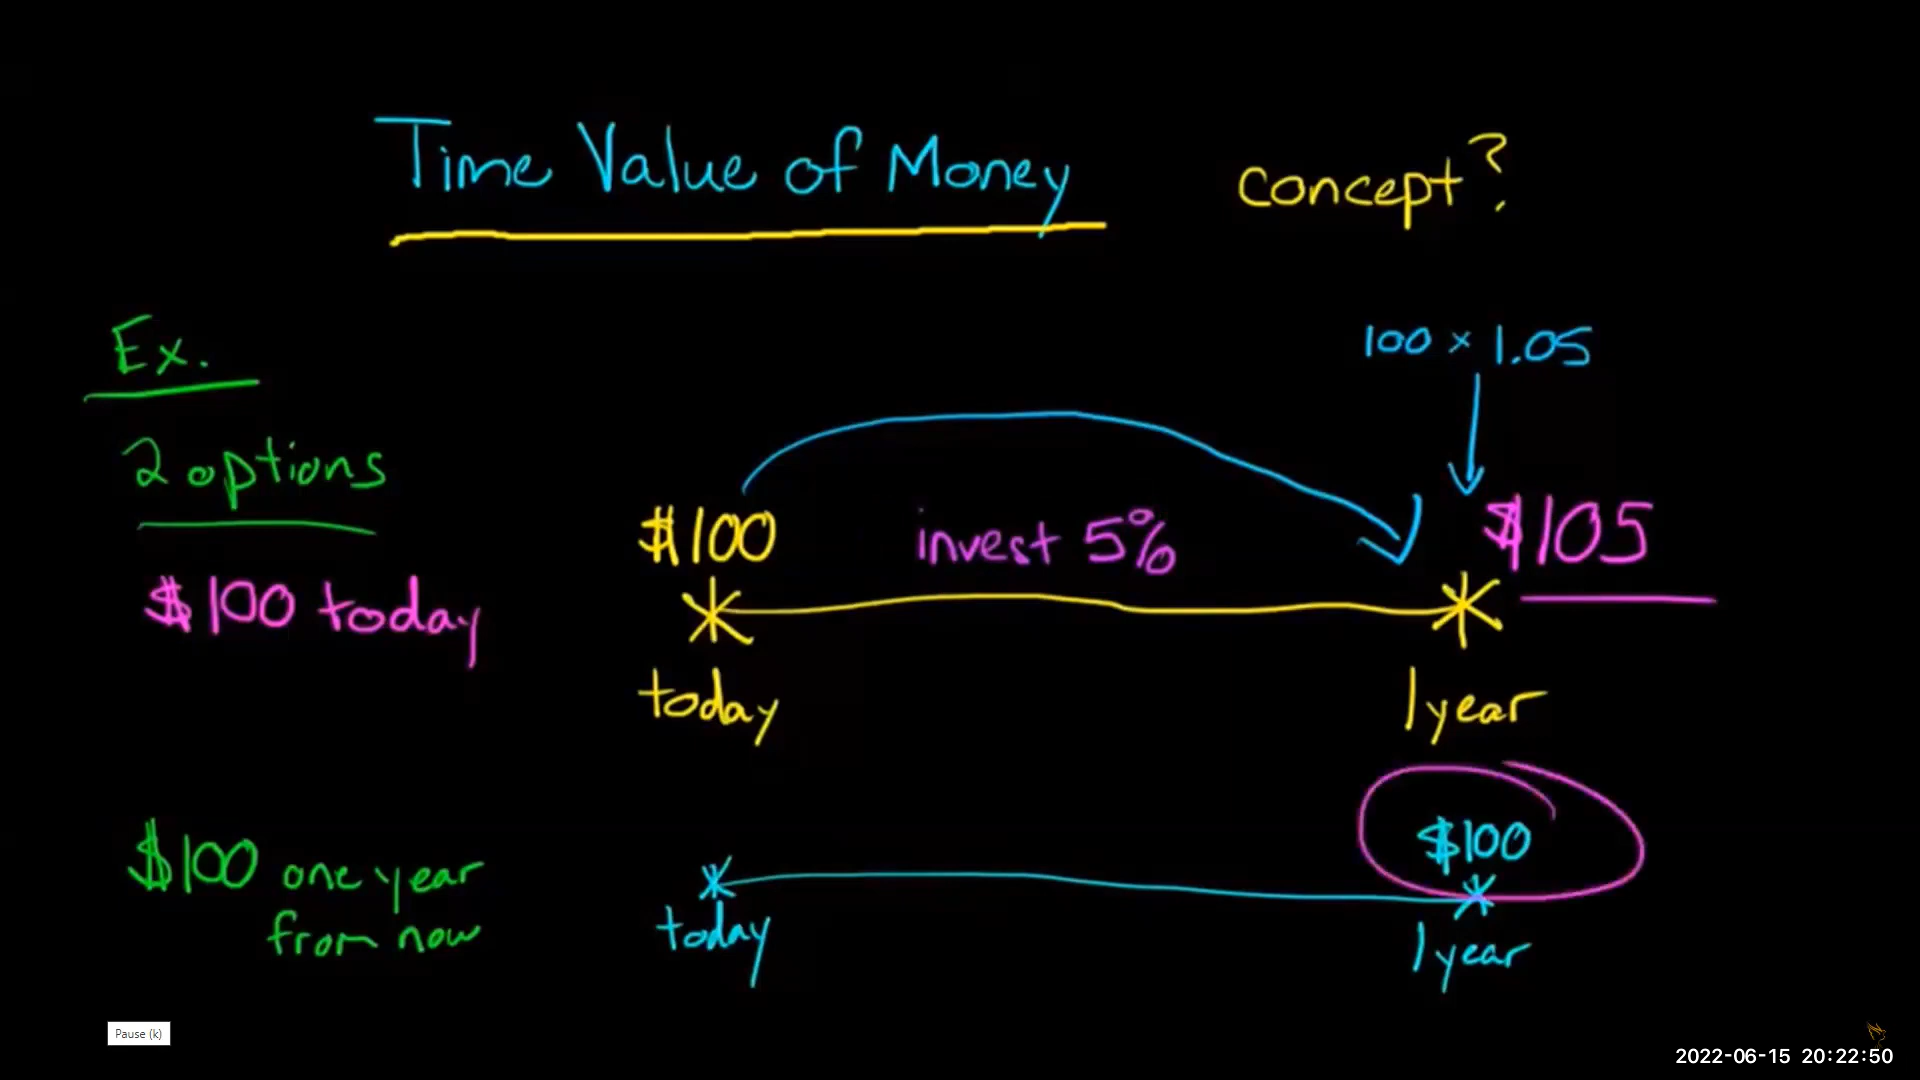 Time Value of Money concept?
Ex.
100 x 1.05
2 options
$100 invest 5% $105
$100 today
today 1 year
$100
$100 one year
from now
today 1 year
Pause (k)
2022-06-15 20:22:50